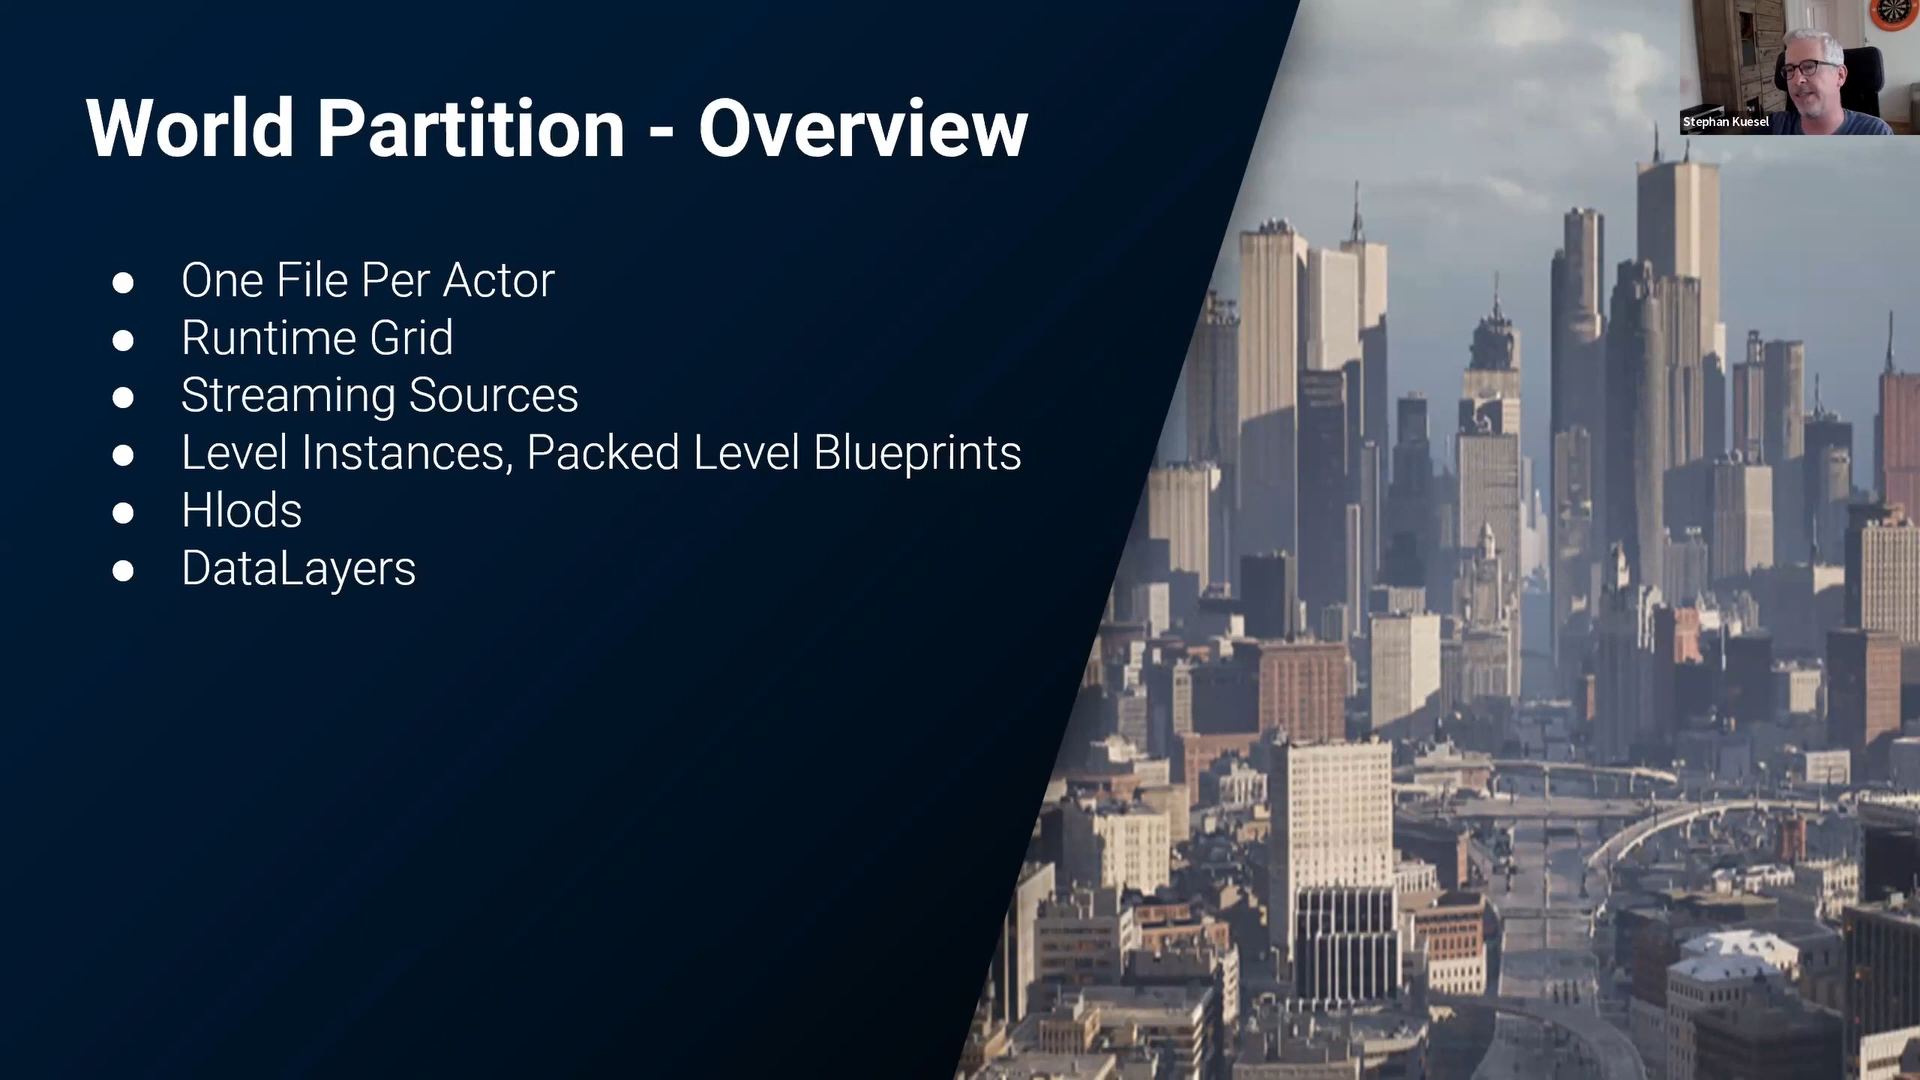 World Partition - Overview
● One File Per Actor
● Runtime Grid
● Streaming Sources
● Level Instances, Packed Level Blueprints
● Hlods
● DataLayers
Stephan Kuesel